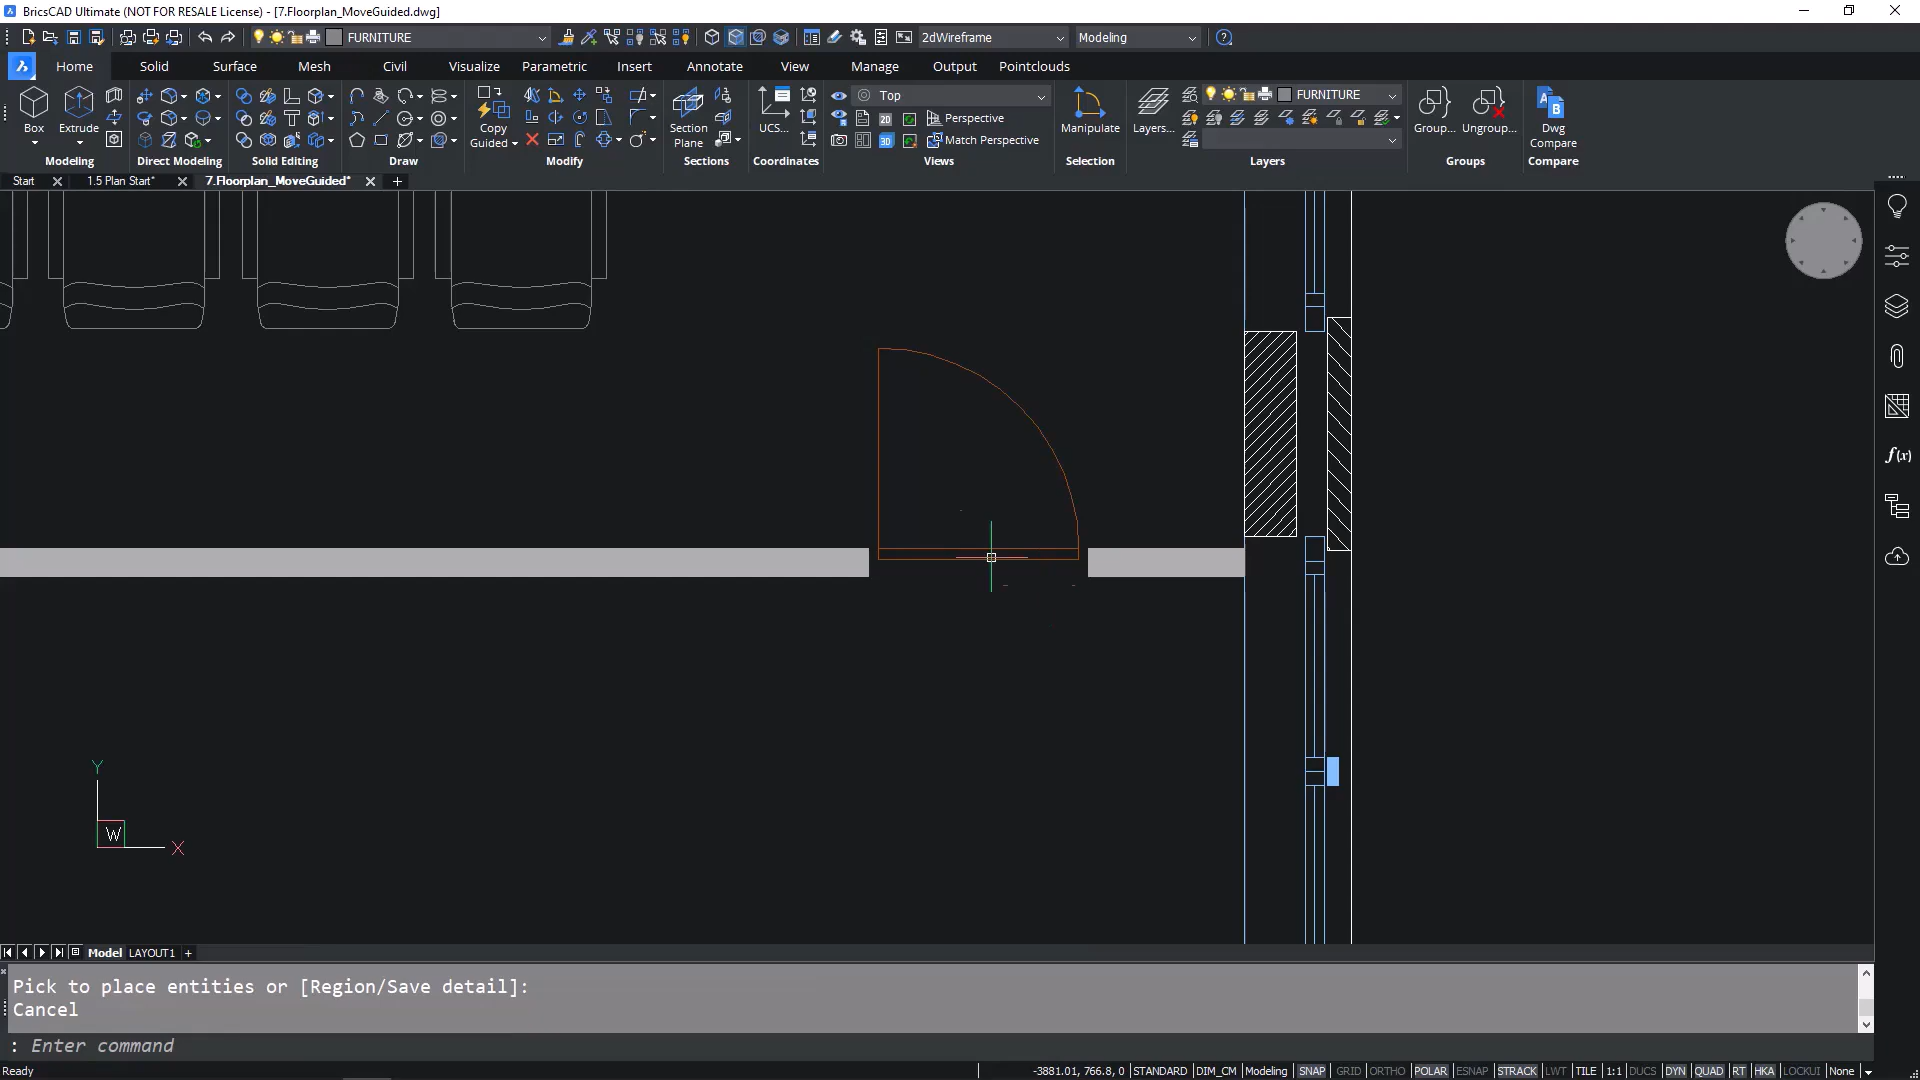 BricsCAD Ultimate (NOT FOR RESALE License) - [7.Floorplan_MoveGuided.dwg]
FURNITURE
2dWireframe
Modeling
Home
Solid
Surface
Mesh
Civil
Visualize
Parametric
Insert
Annotate
View
Manage
Output
Pointclouds
Box
Extrude
Copy
Guided
Section
Plane
UCS...
Top
2D
Perspective
3D
Match Perspective
Manipulate
Layers...
FURNITURE
Group...
Ungroup...
A
B
Dwg
Compare
Modeling
Direct Modeling
Solid Editing
Draw
Modify
Sections
Coordinates
Views
Selection
Layers
Groups
Compare
Start
1.5 Plan Start*
7.Floorplan_MoveGuided*
f(x)
Y
W
X
Model
LAYOUT1
Pick to place entities or [Region/Save detail]:
Cancel
: Enter command
Ready
-3881.01, 766.8, 0
STANDARD
DIM_CM
Modeling
SNAP
GRID
ORTHO
POLAR
ESNAP
STRACK
LWT
TILE
1:1
DUCS
DYN
QUAD
RT
HKA
LOCKUI
None